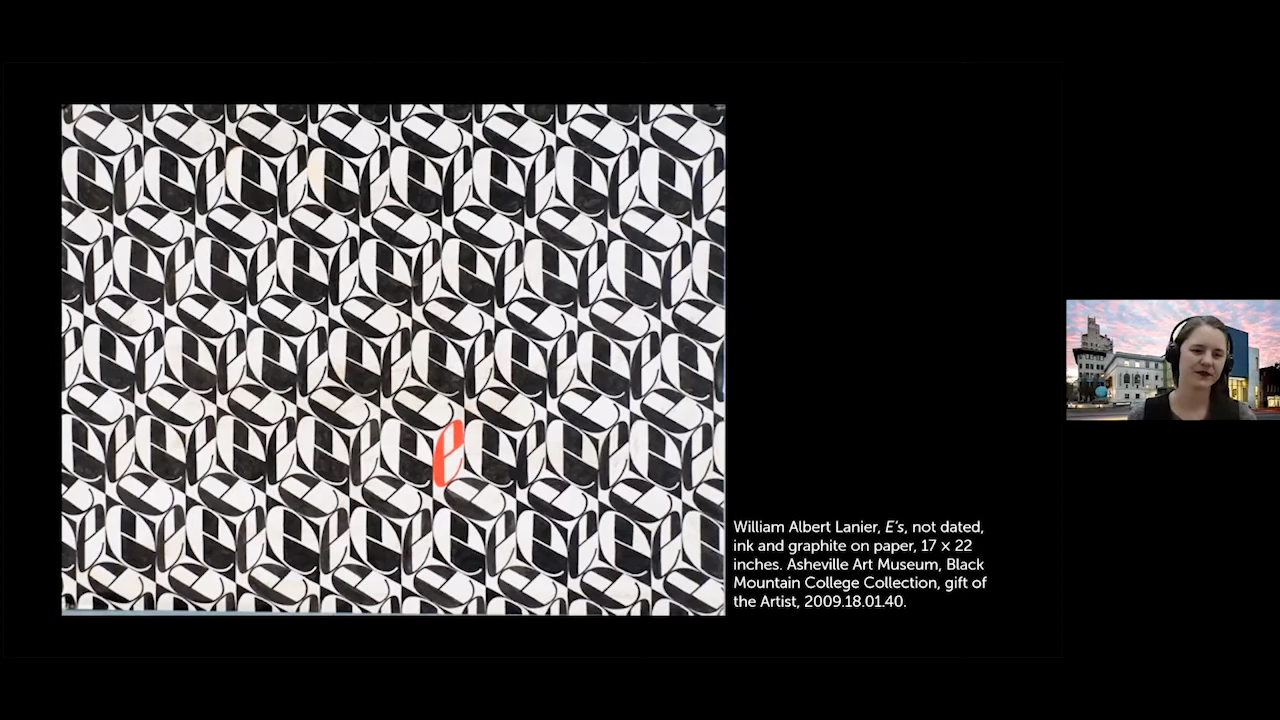 e
William Albert Lanier, E's, not dated,
ink and graphite on paper, 17 x 22
inches. Asheville Art Museum, Black
Mountain College Collection, gift of
the Artist, 2009.18.01.40.